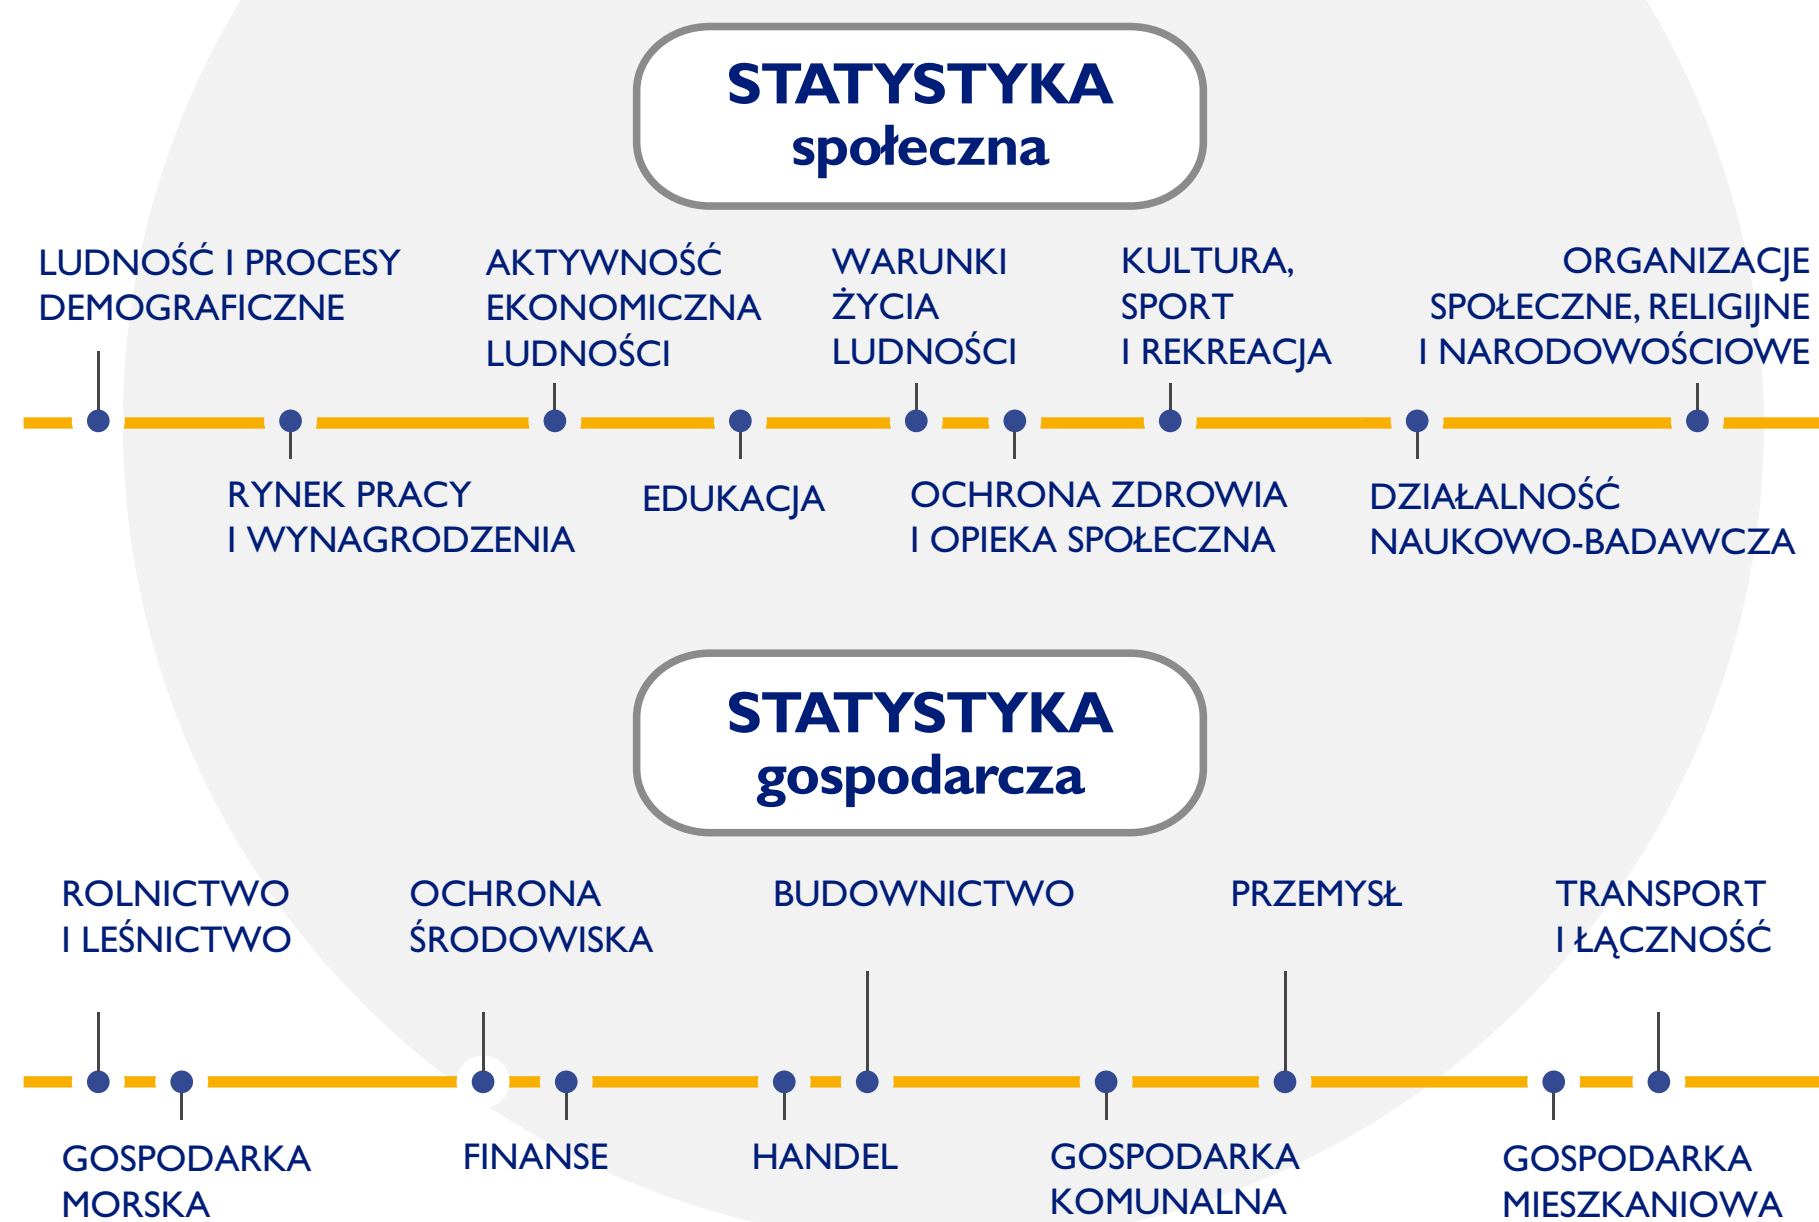 STATYSTYKA
społeczna
LUDNOŚĆ I PROCESY
DEMOGRAFICZNE
AKTYWNOŚĆ
EKONOMICZNA
LUDNOŚCI
WARUNKI
ŻYCIA
LUDNOŚCI
KULTURA,
SPORT
I REKREACJA
ORGANIZACJE
SPOŁECZNE, RELIGIJNE
I NARODOWOŚCIOWE
RYNEK PRACY
I WYNAGRODZENIA
EDUKACJA
OCHRONA ZDROWIA
I OPIEKA SPOŁECZNA
DZIAŁALNOŚĆ
NAUKOWO-BADAWCZA
STATYSTYKA
gospodarcza
ROLNICTWO
I LEŚNICTWO
OCHRONA
ŚRODOWISKA
BUDOWNICTWO
PRZEMYSŁ
TRANSPORT
I ŁĄCZNOŚĆ
GOSPODARKA
MORSKA
FINANSE
HANDEL
GOSPODARKA
KOMUNALNA
GOSPODARKA
MIESZKANIOWA